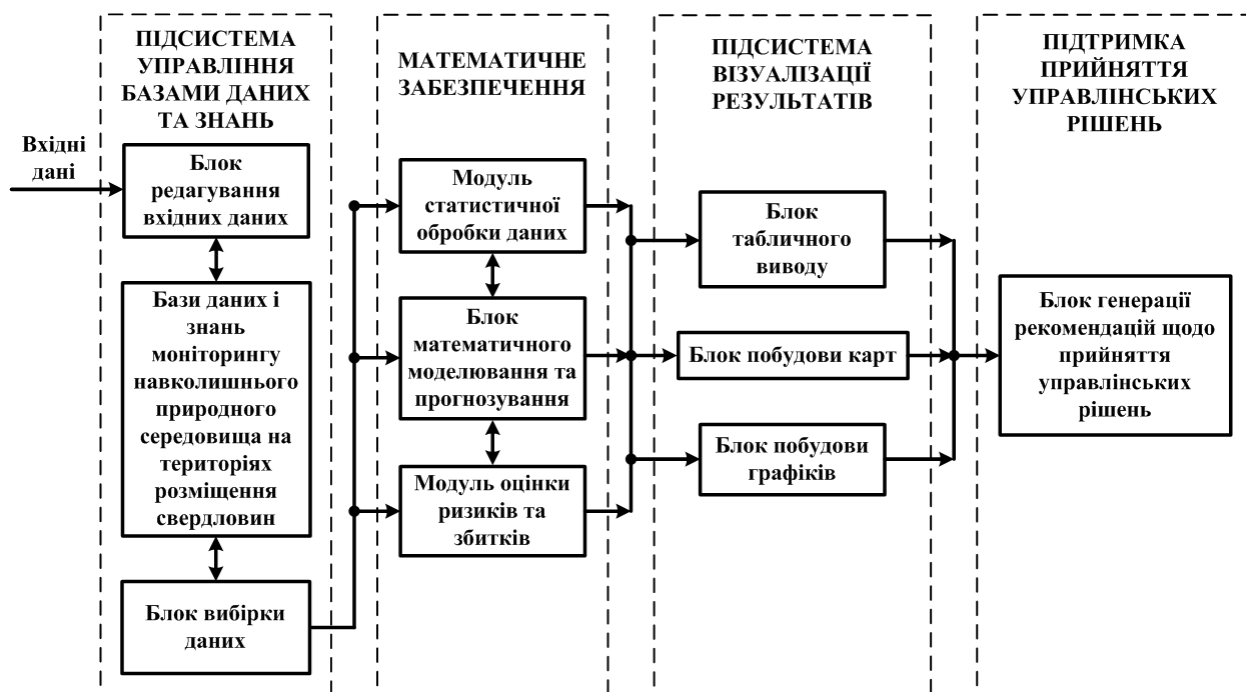 ПІДСИСТЕМА
УПРАВЛІННЯ
БАЗАМИ ДАНИХ
ТА ЗНАНЬ
Вхідні
дані
Блок
редагування
вхідних даних
Бази даних і
знань
моніторингу
навколишнього
природного
середовища на
територіях
розміщення
свердловин
Блок вибірки
даних
МАТЕМАТИЧНЕ
ЗАБЕЗПЕЧЕННЯ
Модуль
статистичної
обробки даних
Блок
математичного
моделювання та
прогнозування
Модуль оцінки
ризиків та
збитків
ПІДСИСТЕМА
ВІЗУАЛІЗАЦІЇ
РЕЗУЛЬТАТІВ
Блок
табличного
виводу
Блок побудови карт
Блок побудови
графіків
ПІДТРИМКА
ПРИЙНЯТТЯ
УПРАВЛІНСЬКИХ
РІШЕНЬ
Блок генерації
рекомендацій щодо
прийняття
управлінських
рішень